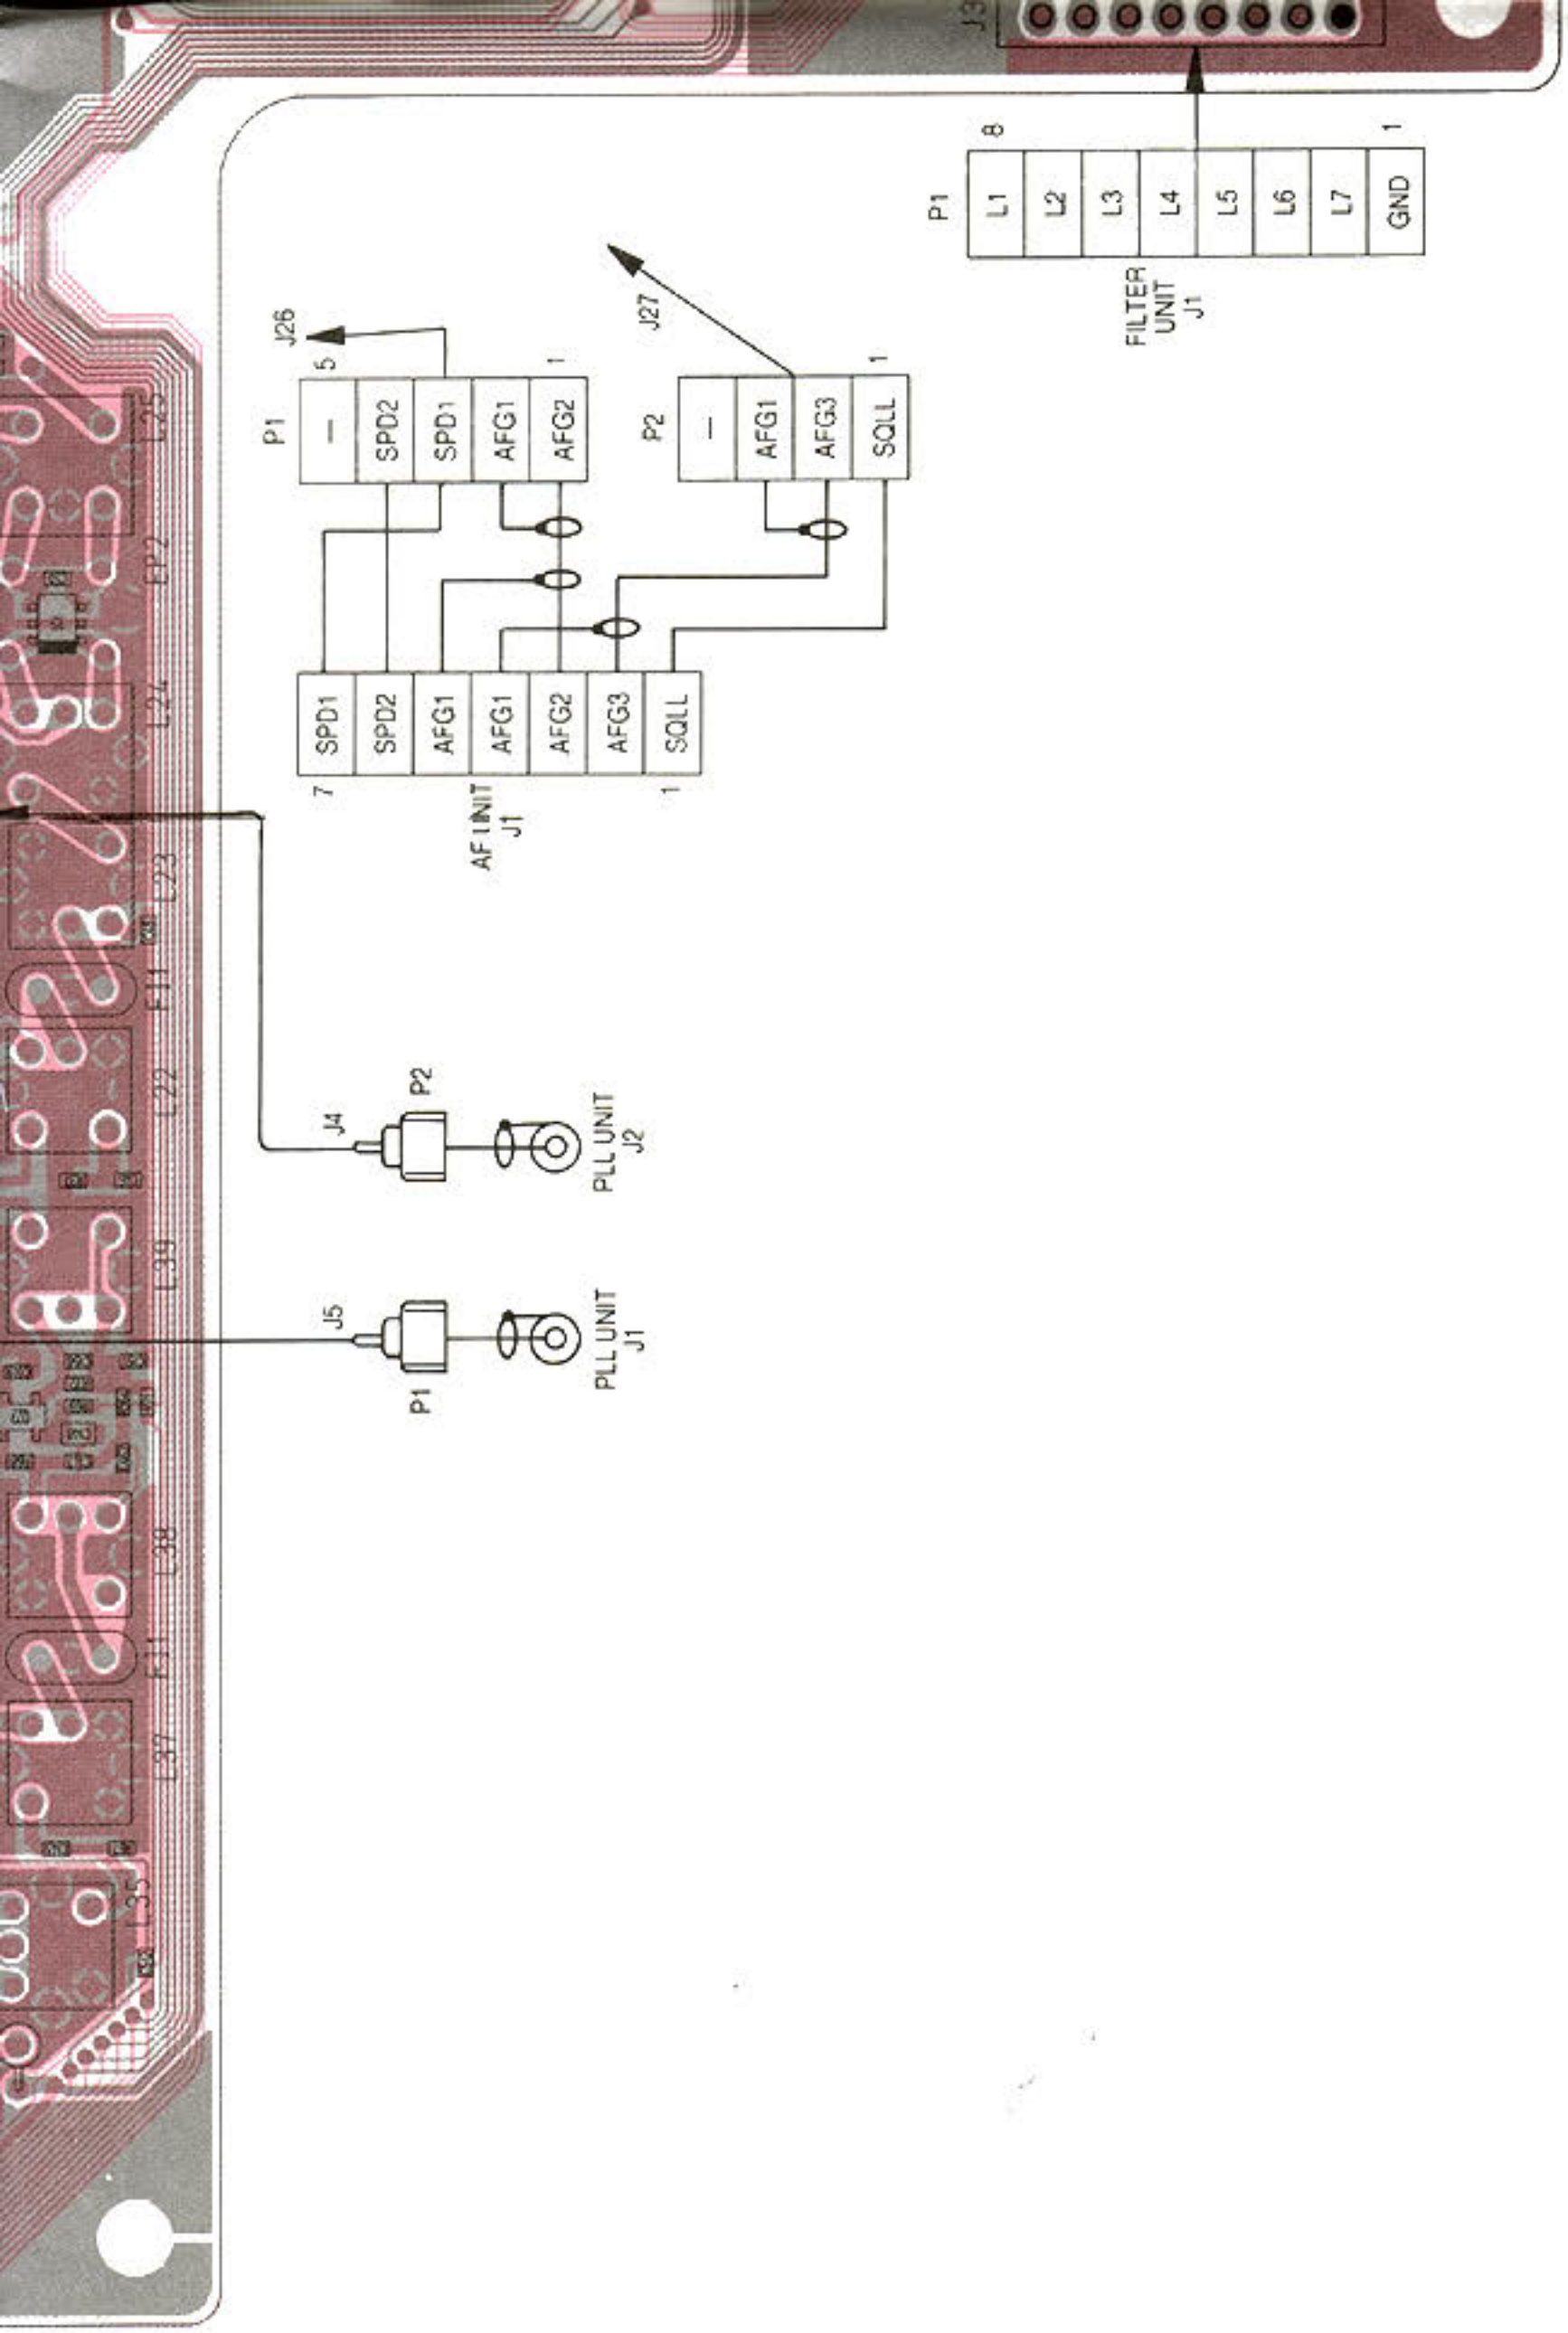 J3
8
1
P1
L1
L2
L3
L4
L5
L6
L7
GND
FILTER
UNIT
J1
J26
J27
5
1
1
P1
—
SPD2
SPD1
AFG1
AFG2
P2
—
AFG1
AFG3
SQLL
SPD1
SPD2
AFG1
AFG1
AFG2
AFG3
SQLL
7
1
AF UNIT
J1
J4
P2
PLL UNIT
J2
J5
P1
PLL UNIT
J1
L25
EP2
L24
L23
FI1
L22
L39
L38
L37
L35